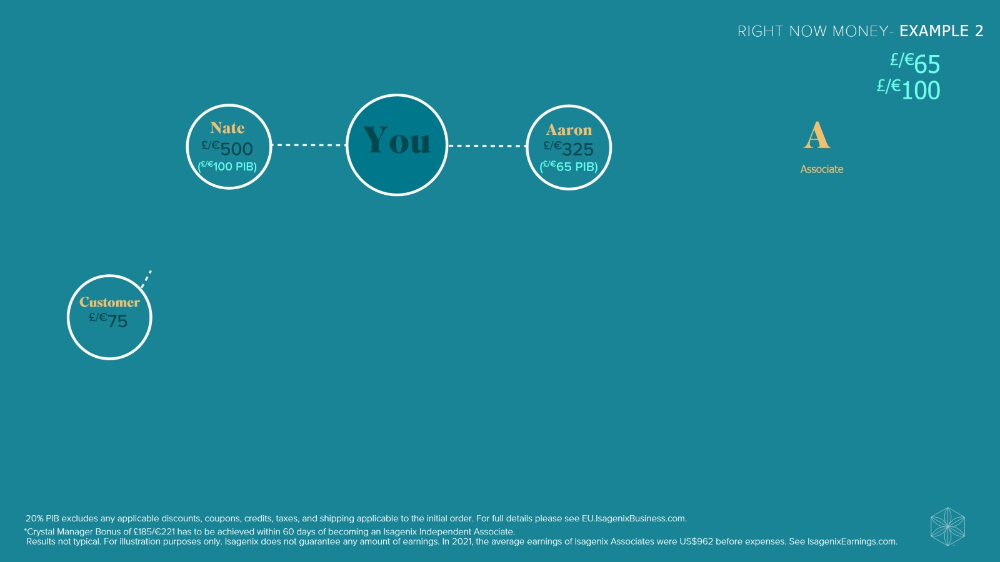 RIGHT NOW MONEY- EXAMPLE 2
£/€65
£/€100
Nate
£/€500
(£/€100 PIB)
You
Aaron
£/€325
(£/€65 PIB)
A
Associate
Customer
£/€75
20% PIB excludes any applicable discounts, coupons, credits, taxes, and shipping applicable to the initial order. For full details please see EU.IsagenixBusiness.com.
*Crystal Manager Bonus of £185/€221 has to be achieved within 60 days of becoming an Isagenix Independent Associate.
Results not typical. For illustration purposes only. Isagenix does not guarantee any amount of earnings. In 2021, the average earnings of Isagenix Associates were US$962 before expenses. See IsagenixEarnings.com.